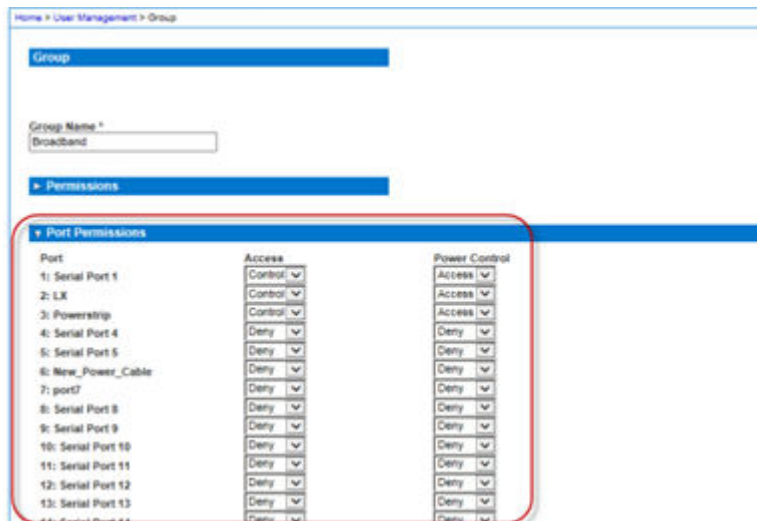 Home > User Management > Group
Group
Group Name *
Broadband
► Permissions
▼ Port Permissions
Port Access Power Control
1: Serial Port 1 Control Access
2: LX Control Access
3: Powerstrip Control Access
4: Serial Port 4 Deny Deny
5: Serial Port 5 Deny Deny
6: New_Power_Cable Deny Deny
7: port7 Deny Deny
8: Serial Port 8 Deny Deny
9: Serial Port 9 Deny Deny
10: Serial Port 10 Deny Deny
11: Serial Port 11 Deny Deny
12: Serial Port 12 Deny Deny
13: Serial Port 13 Deny Deny